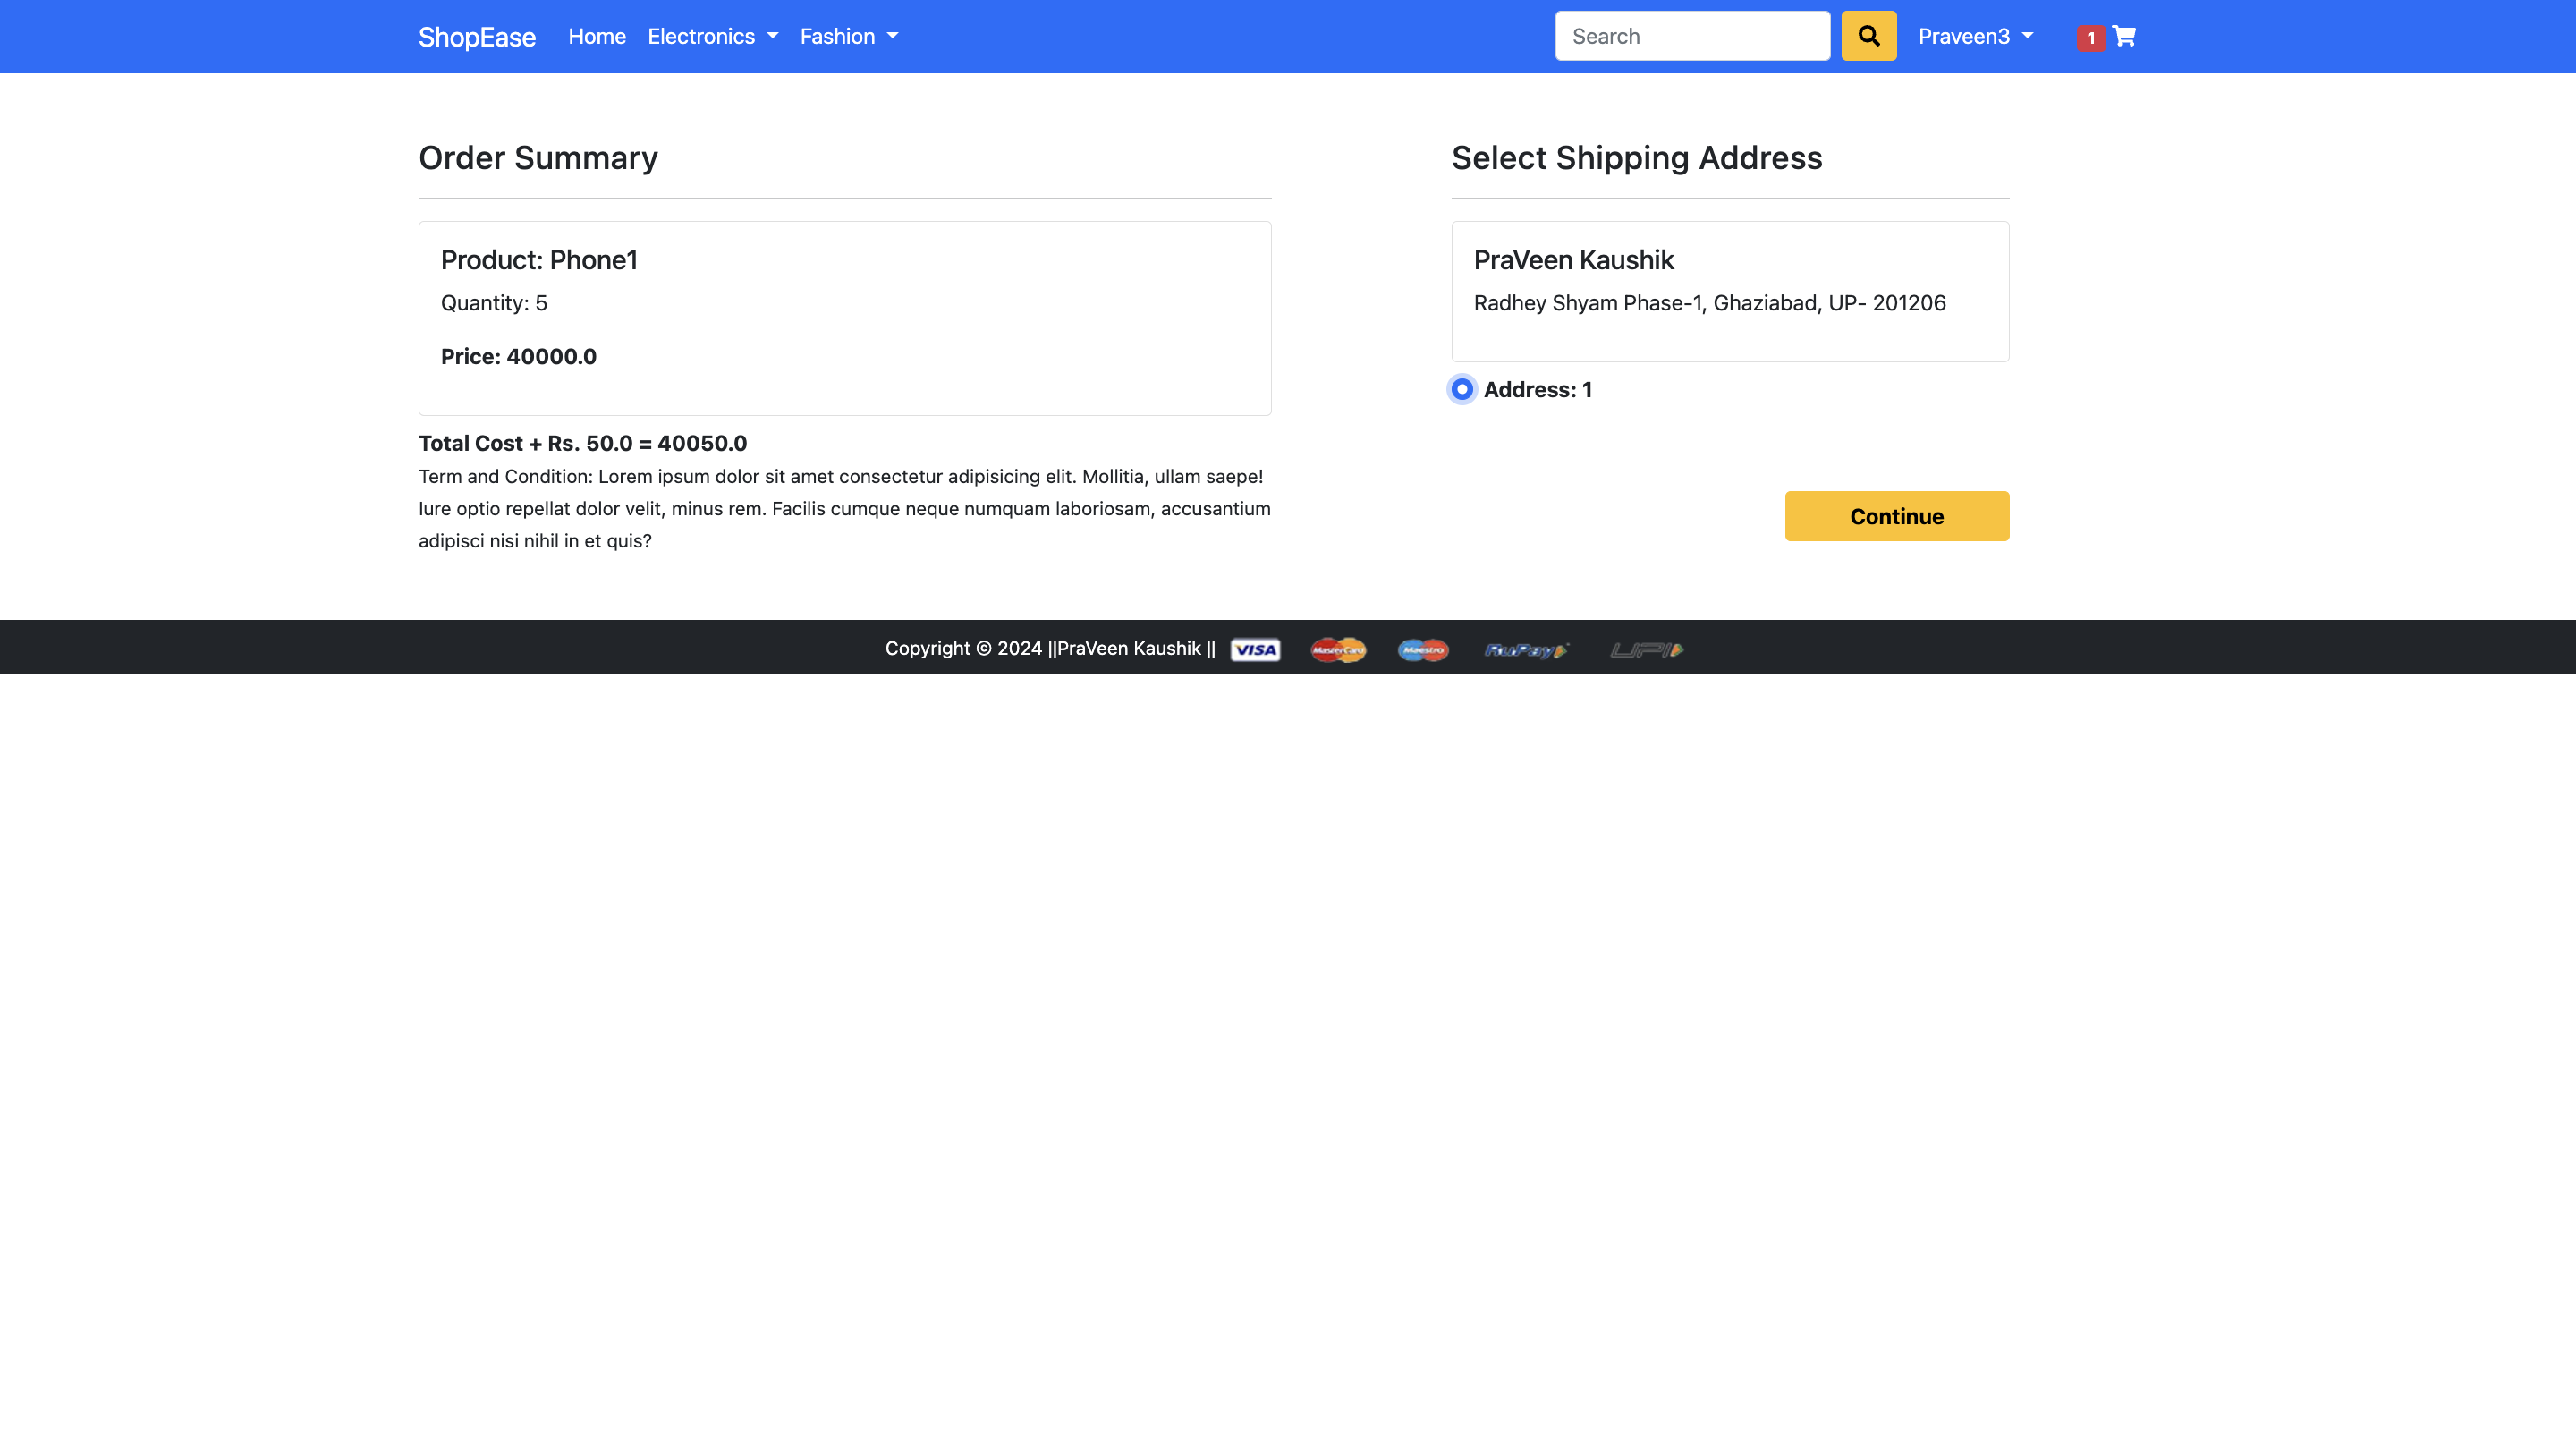 ShopEase Home Electronics Fashion Search Praveen3 1
Order Summary
Product: Phone1
Quantity: 5
Price: 40000.0
Total Cost + Rs. 50.0 = 40050.0
Term and Condition: Lorem ipsum dolor sit amet consectetur adipisicing elit. Mollitia, ullam saepe!
Iure optio repellat dolor velit, minus rem. Facilis cumque neque numquam laboriosam, accusantium
adipisci nisi nihil in et quis?
Select Shipping Address
PraVeen Kaushik
Radhey Shyam Phase-1, Ghaziabad, UP- 201206
Address: 1
Continue
Copyright © 2024 ||PraVeen Kaushik || VISA MasterCard Maestro RuPay UPI